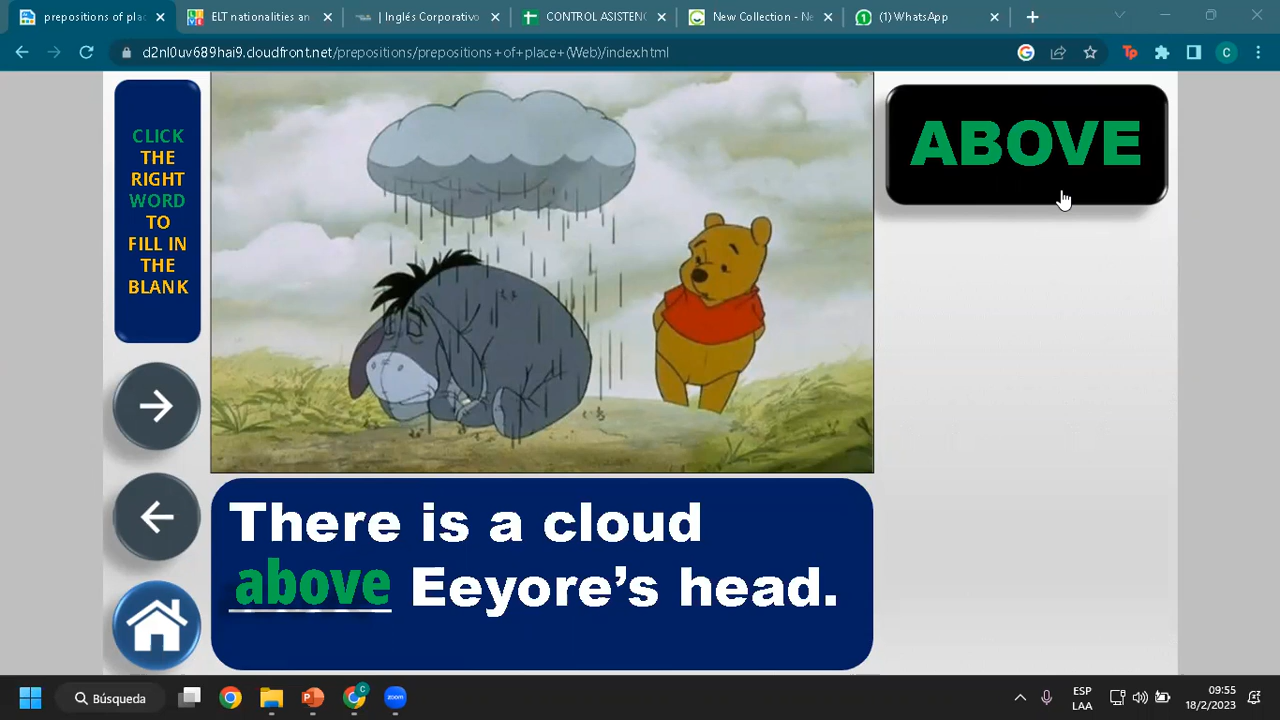 prepositions of plac
ELT nationalities an
| Inglés Corporativo
CONTROL ASISTENC
New Collection - Ne
(1) WhatsApp
d2nl0uv689hai9.cloudfront.net/prepositions/prepositions+of+place+(Web)/index.html
CLICK
THE
RIGHT
WORD
TO
FILL IN
THE
BLANK
ABOVE
There is a cloud
above Eeyore’s head.
Búsqueda
zoom
ESP
LAA
09:55
18/2/2023